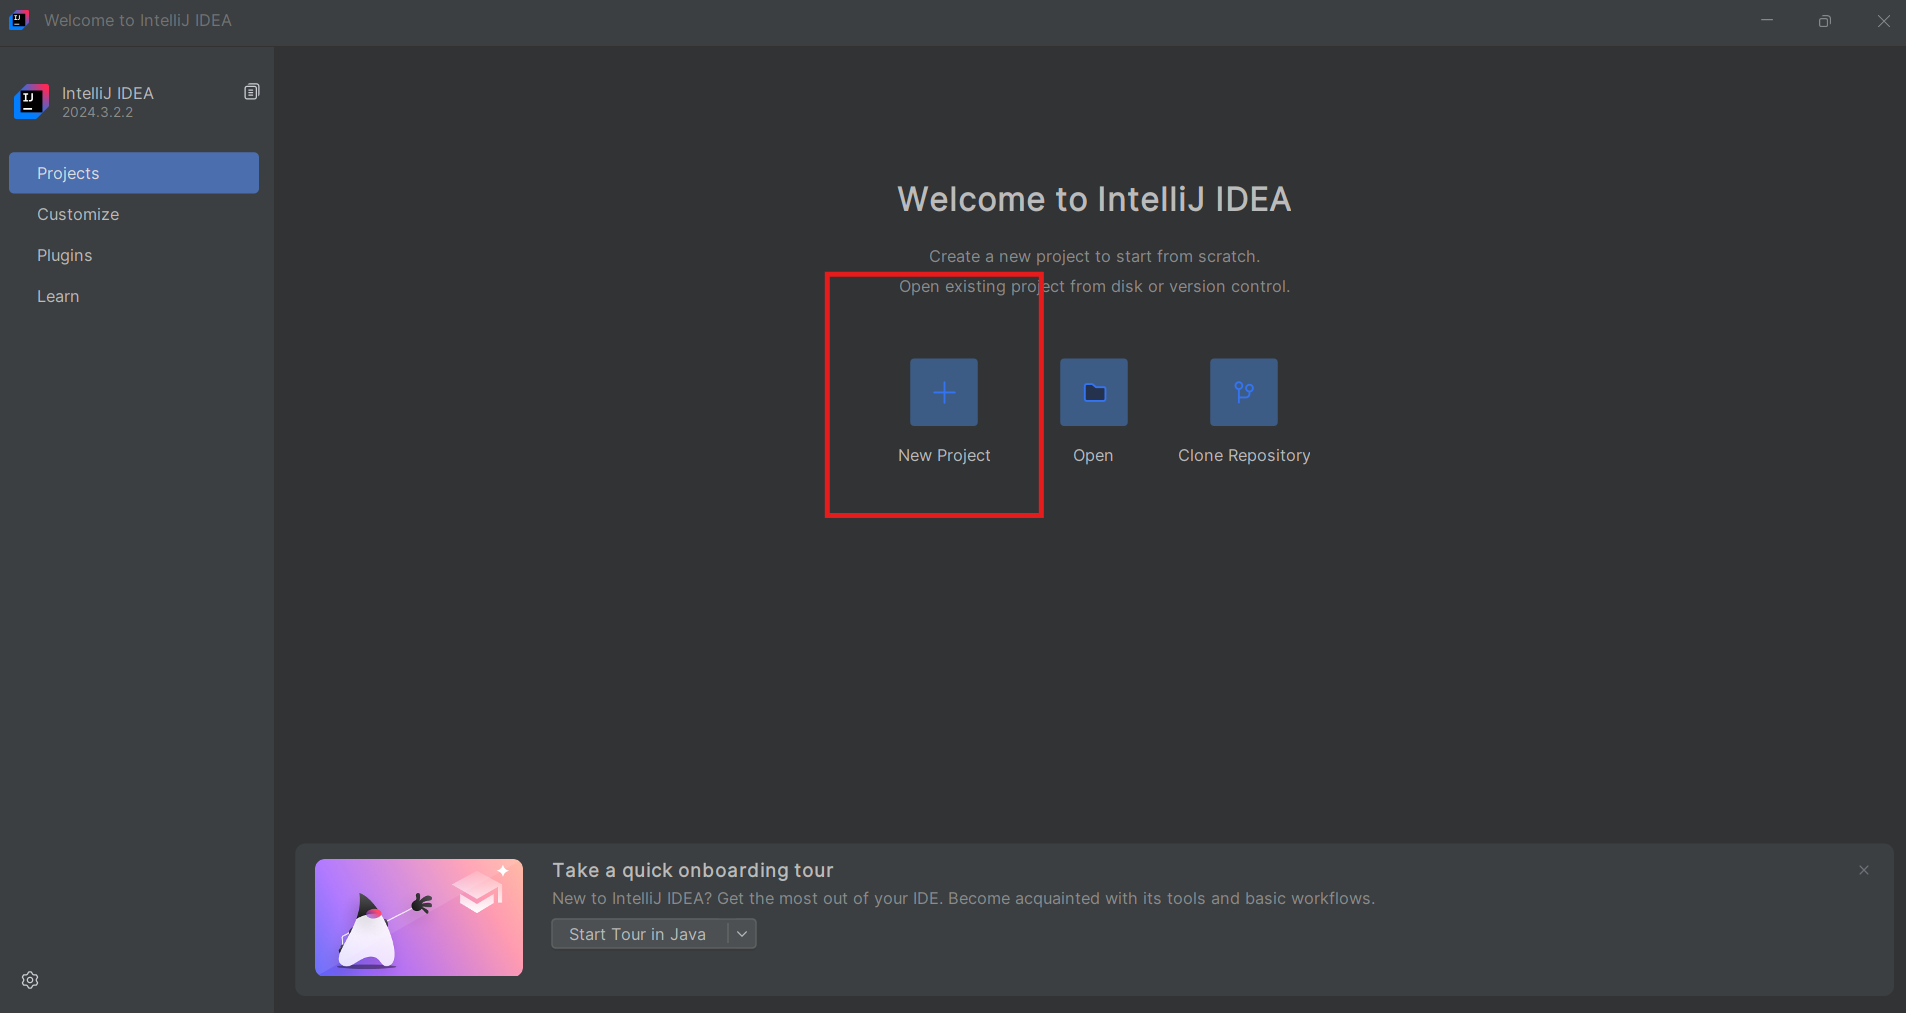 Welcome to IntelliJ IDEA
IntelliJ IDEA
2024.3.2.2
Projects
Customize
Plugins
Learn
Welcome to IntelliJ IDEA
Create a new project to start from scratch.
Open existing project from disk or version control.
New Project
Open
Clone Repository
Take a quick onboarding tour
New to IntelliJ IDEA? Get the most out of your IDE. Become acquainted with its tools and basic workflows.
Start Tour in Java